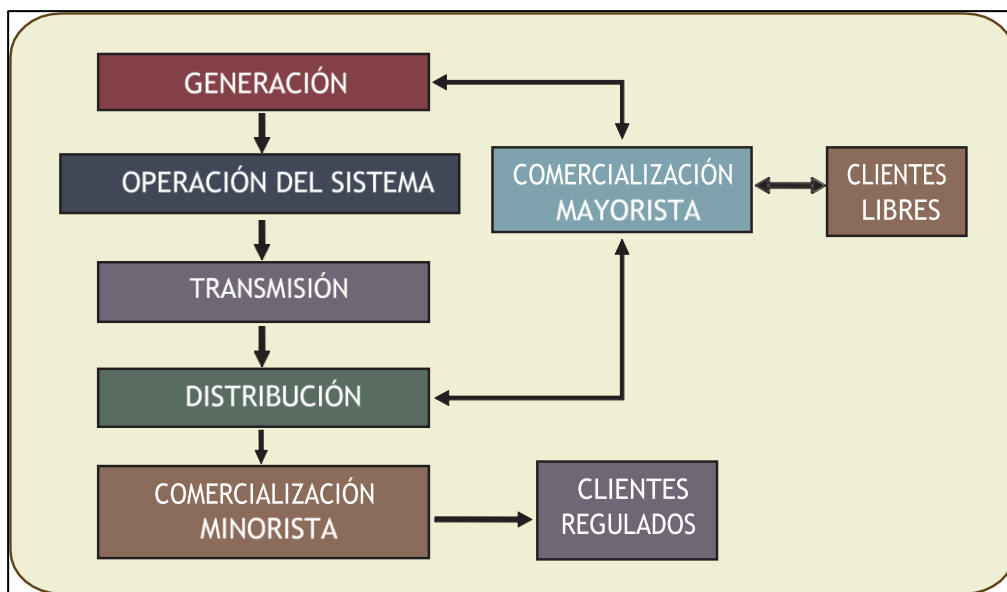 GENERACIÓN
OPERACIÓN DEL SISTEMA
TRANSMISIÓN
DISTRIBUCIÓN
COMERCIALIZACIÓN
MINORISTA
COMERCIALIZACIÓN
MAYORISTA
CLIENTES
LIBRES
CLIENTES
REGULADOS